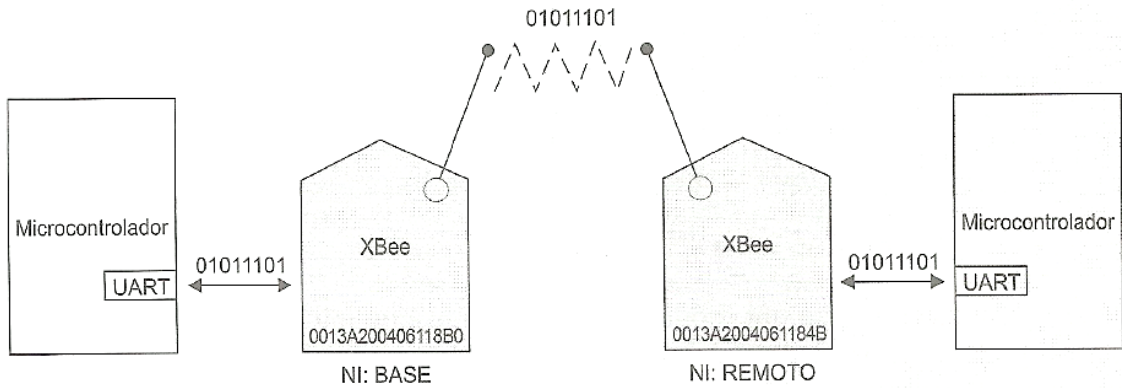 01011101
Microcontrolador
UART
01011101
XBee
0013A200406118B0
NI: BASE
XBee
0013A2004061184B
NI: REMOTO
01011101
Microcontrolador
UART